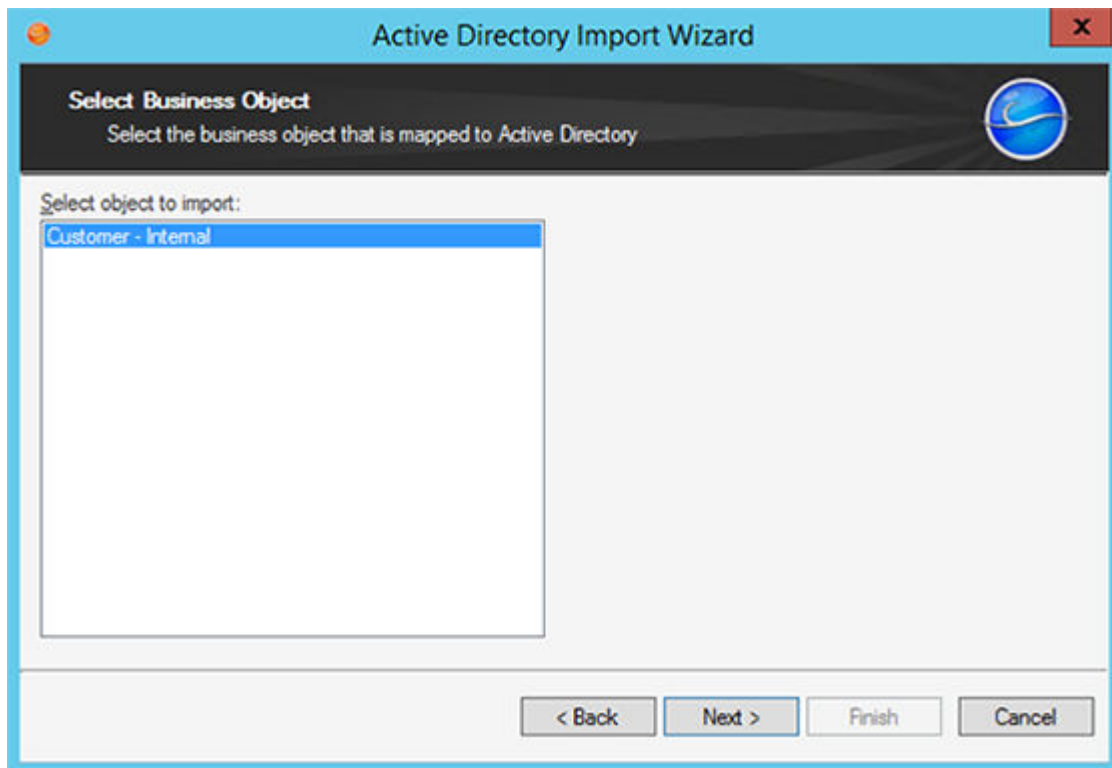 Active Directory Import Wizard
x
Select Business Object
Select the business object that is mapped to Active Directory
Select object to import:
Customer - Internal
< Back Next > Finish Cancel